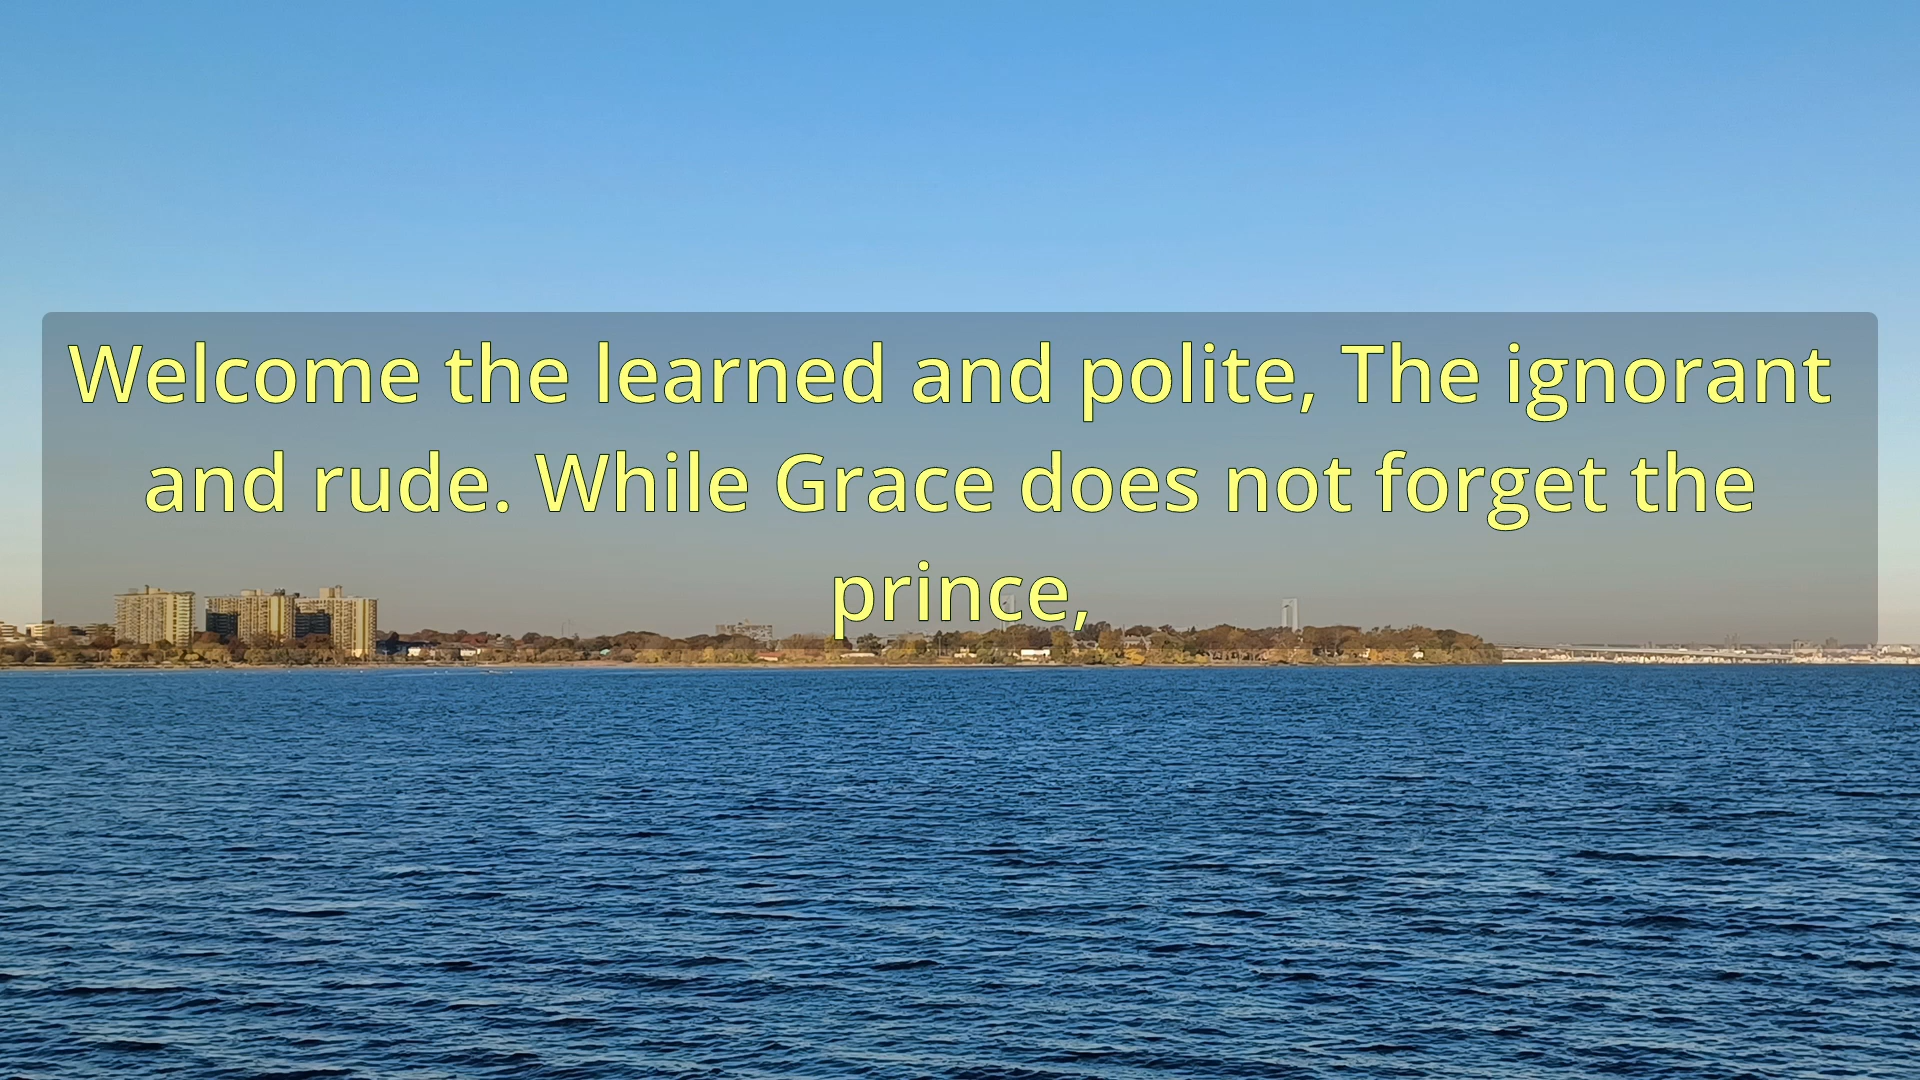 Welcome the learned and polite, The ignorant
and rude. While Grace does not forget the
prince,